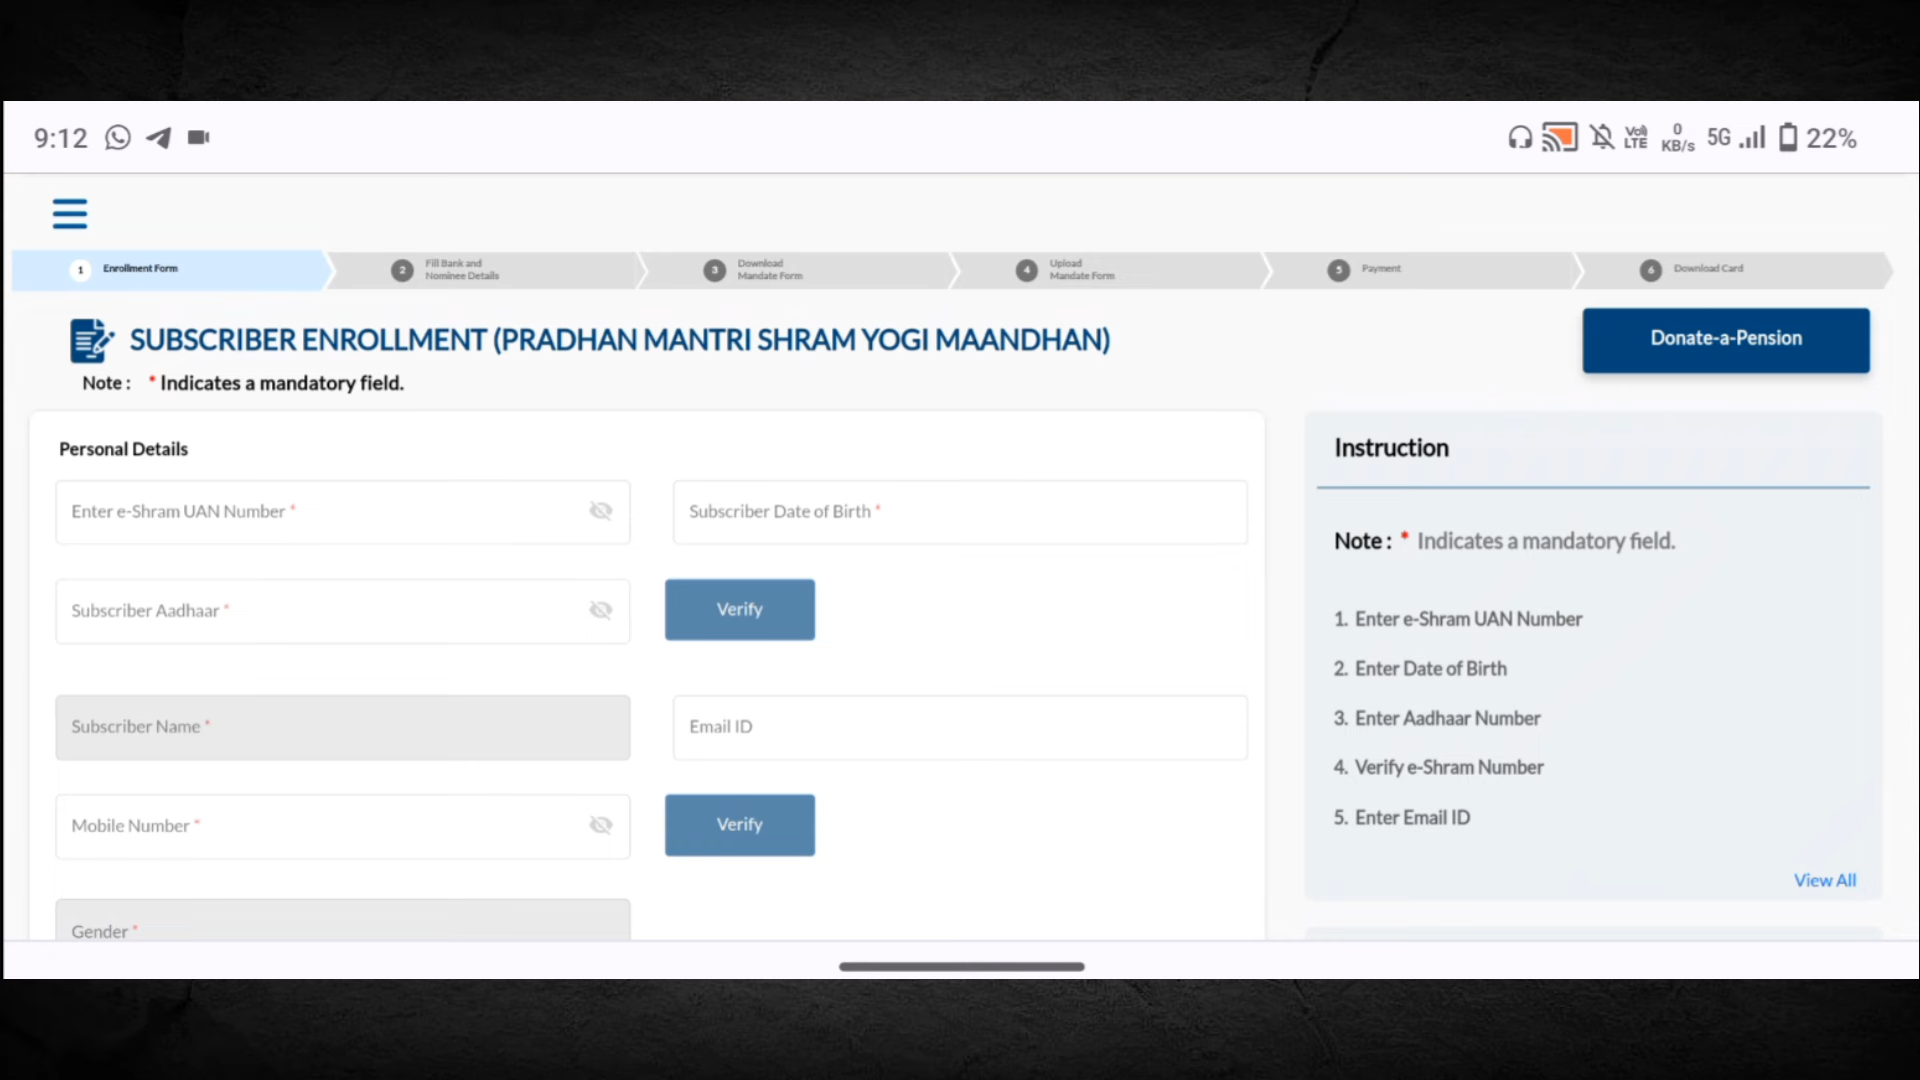 9:12
Vo) LTE
0 KB/s
5G
22%
1 Enrollment Form
2 Fill Bank and
Nominee Details
3 Download
Mandate Form
4 Upload
Mandate Form
5 Payment
6 Download Card
SUBSCRIBER ENROLLMENT (PRADHAN MANTRI SHRAM YOGI MAANDHAN)
Donate-a-Pension
Note : * Indicates a mandatory field.
Personal Details
Enter e-Shram UAN Number *
Subscriber Date of Birth *
Subscriber Aadhaar *
Verify
Subscriber Name *
Email ID
Mobile Number *
Verify
Gender *
Instruction
Note : * Indicates a mandatory field.
1. Enter e-Shram UAN Number
2. Enter Date of Birth
3. Enter Aadhaar Number
4. Verify e-Shram Number
5. Enter Email ID
View All